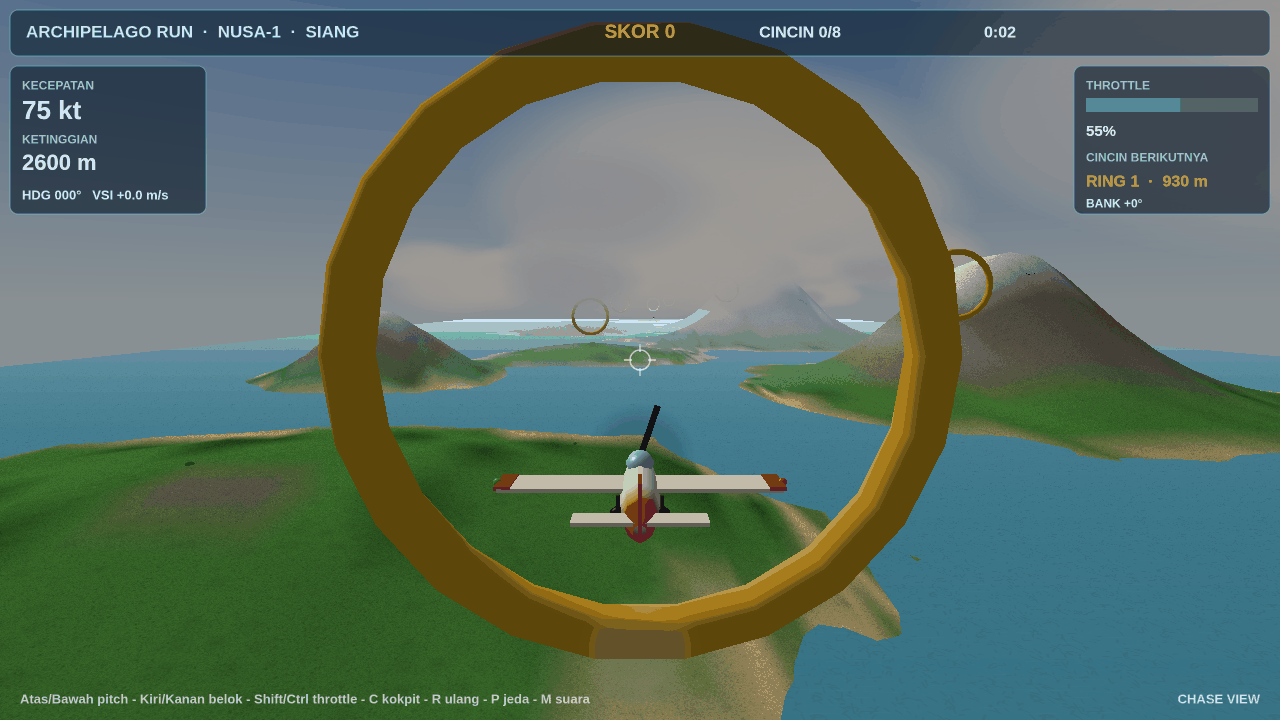 ARCHIPELAGO RUN · NUSA-1 · SIANG
SKOR 0
CINCIN 0/8
0:02
KECEPATAN
75 kt
KETINGGIAN
2600 m
HDG 000° VSI +0.0 m/s
THROTTLE
55%
CINCIN BERIKUTNYA
RING 1 · 930 m
BANK +0°
Atas/Bawah pitch - Kiri/Kanan belok - Shift/Ctrl throttle - C kokpit - R ulang - P jeda - M suara
CHASE VIEW